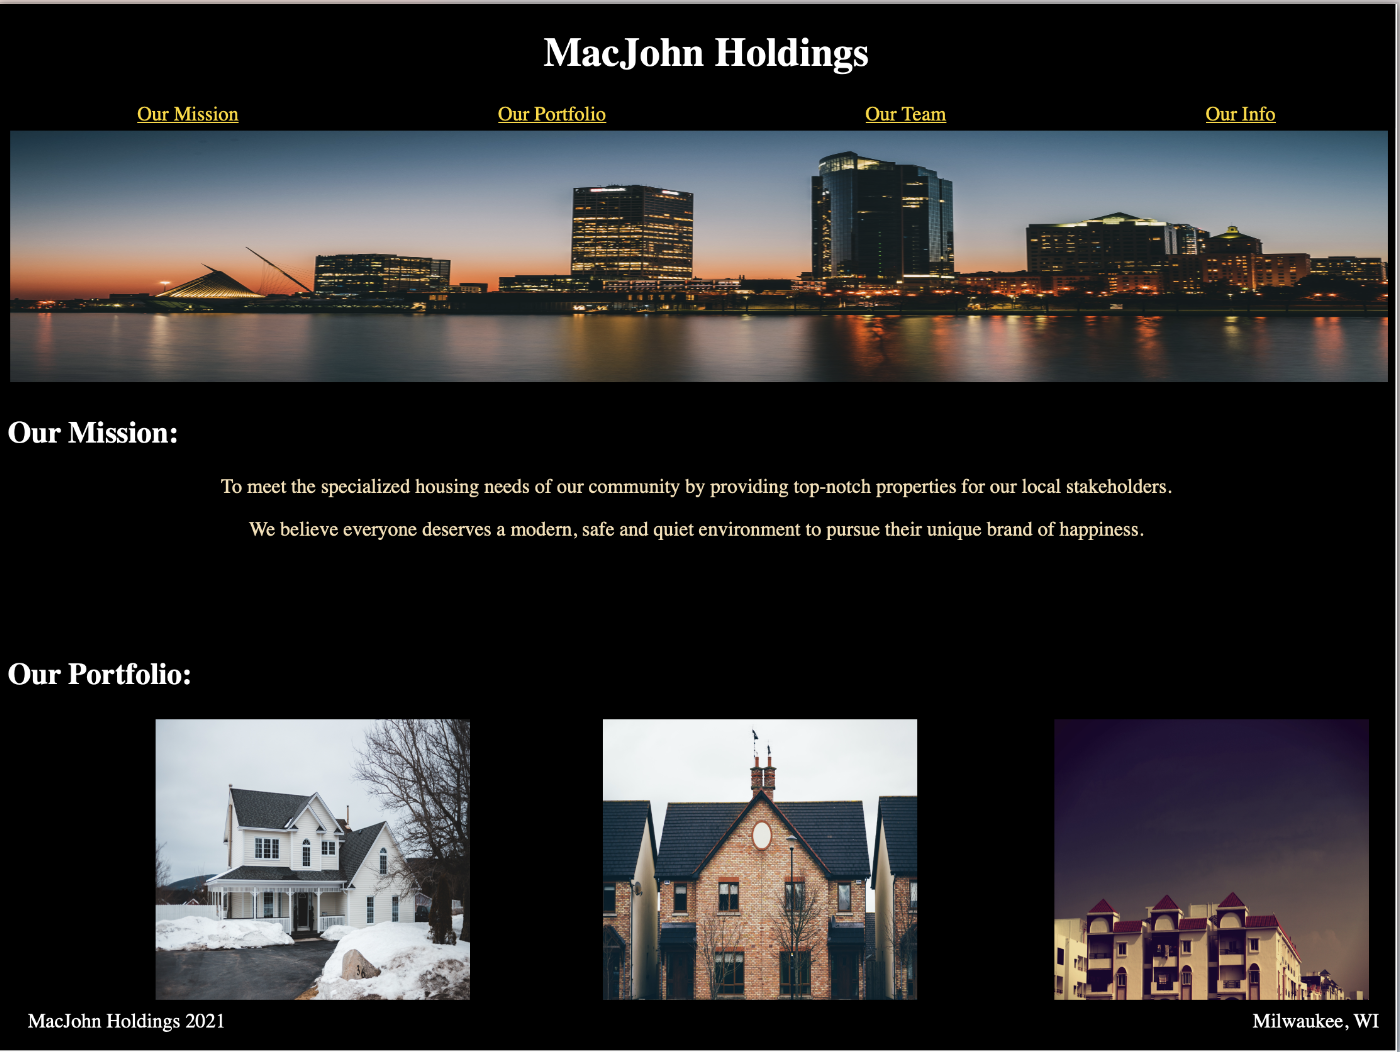 MacJohn Holdings
Our Mission Our Portfolio Our Team Our Info
Our Mission:
To meet the specialized housing needs of our community by providing top-notch properties for our local stakeholders.
We believe everyone deserves a modern, safe and quiet environment to pursue their unique brand of happiness.
Our Portfolio:
MacJohn Holdings 2021 Milwaukee, WI